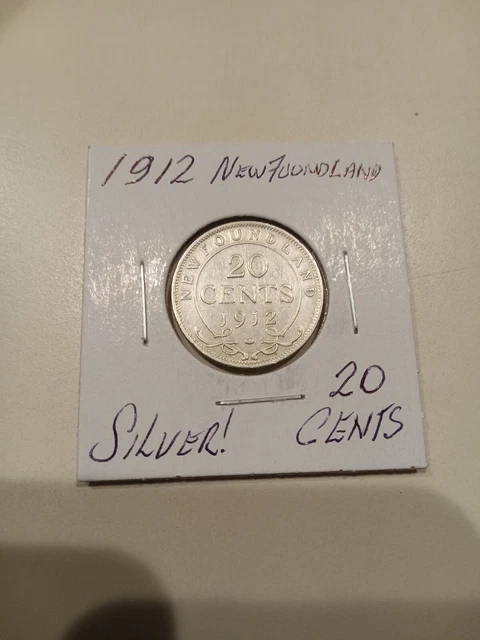 1912 NEWFOUNDLAND
NEWFOUNDLAND
20
CENTS
1912
20
SILVER! CENTS